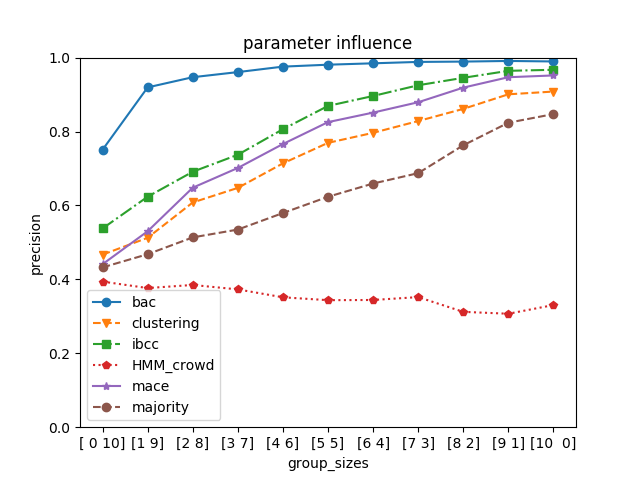 parameter influence
precision
1.0
0.8
0.6
0.4
0.2
0.0
bac
clustering
ibcc
HMM_crowd
mace
majority
[ 0 10] [1 9] [2 8] [3 7] [4 6] [5 5] [6 4] [7 3] [8 2] [9 1] [10  0]
group_sizes